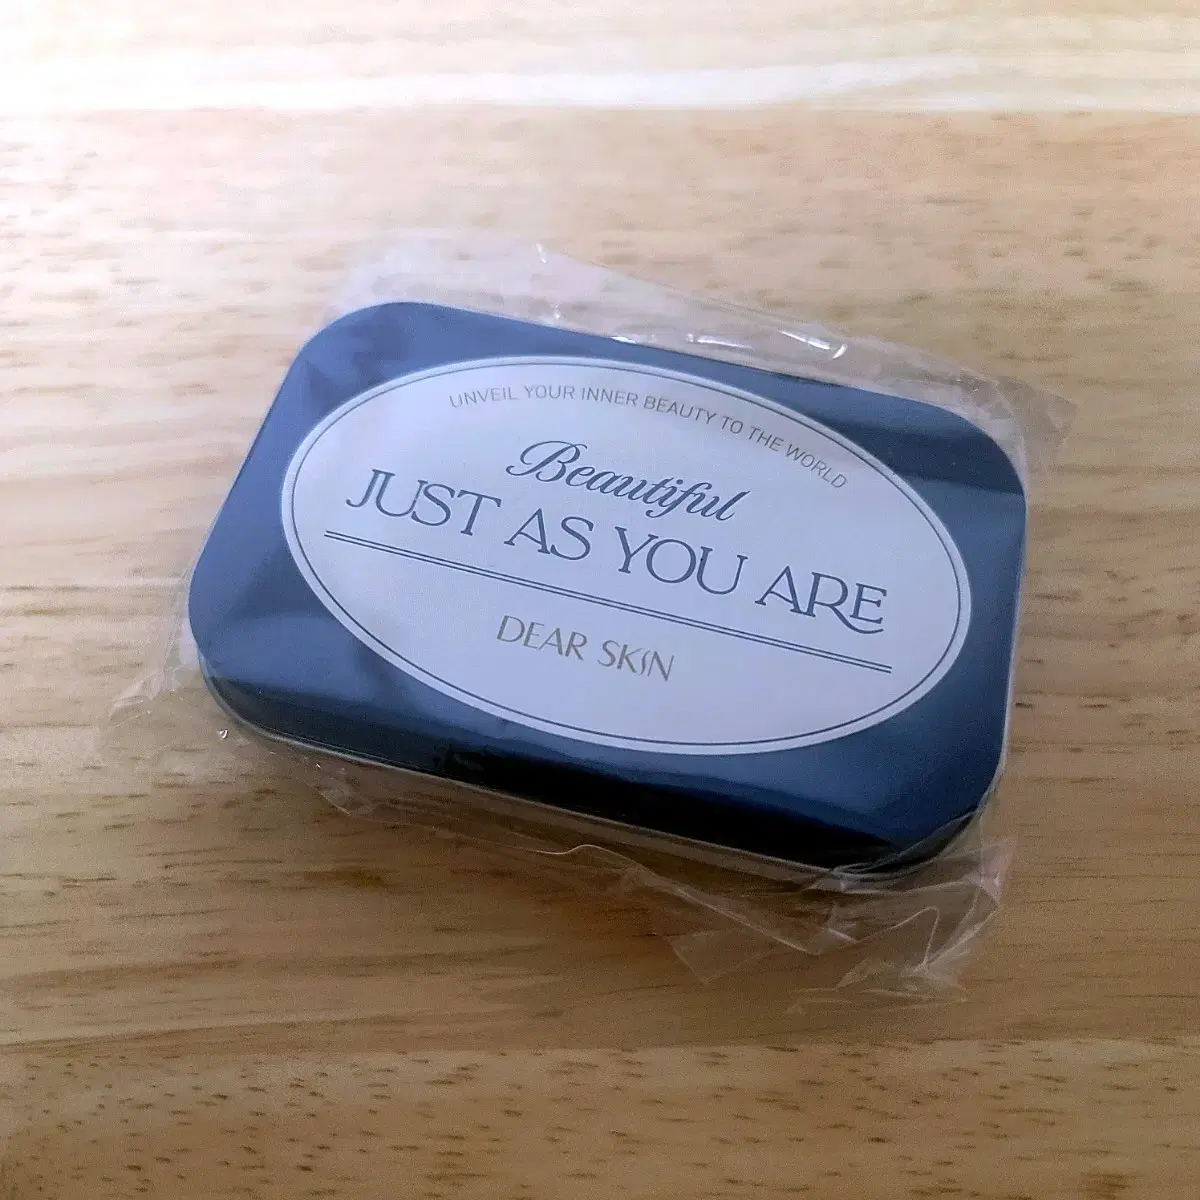 UNVEIL YOUR INNER BEAUTY TO THE WORLD
Beautiful
JUST AS YOU ARE
DEAR SKIN